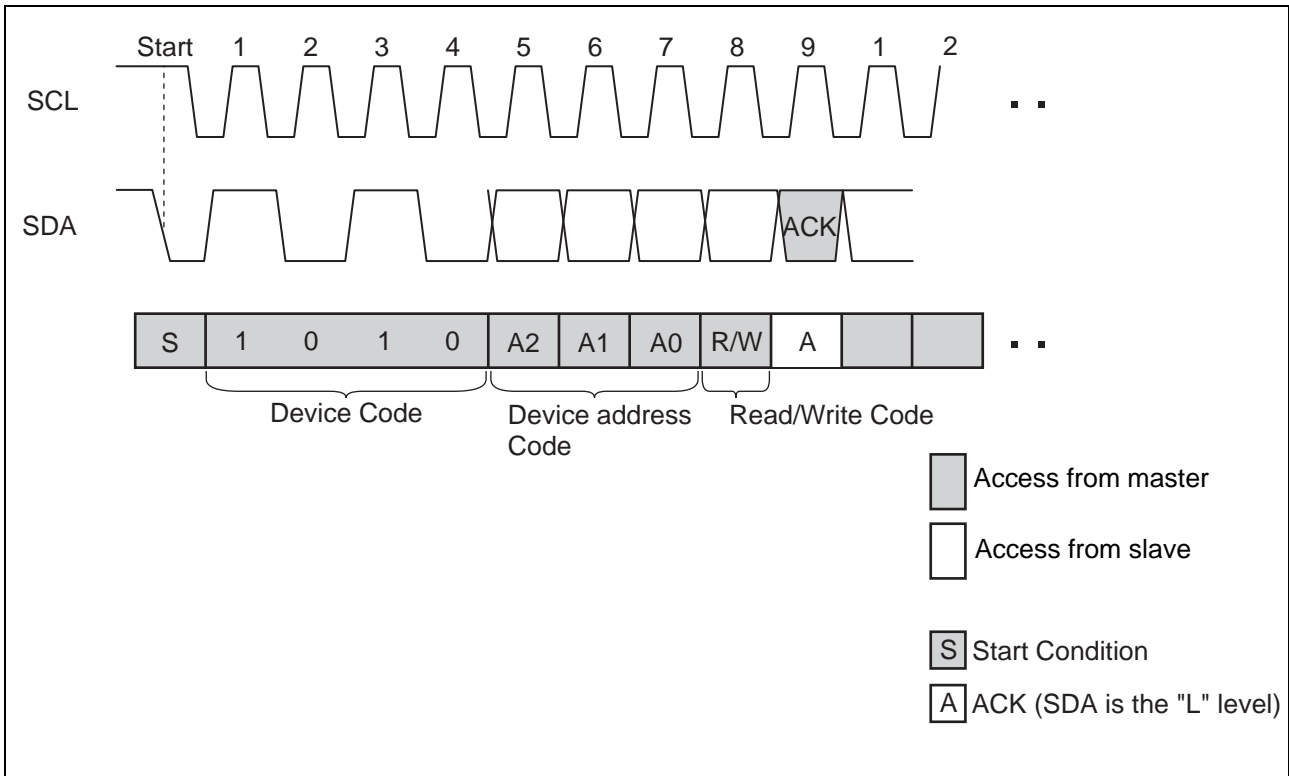 Start 1 2 3 4 5 6 7 8 9 1 2
SCL
SDA
ACK
S 1 0 1 0 A2 A1 A0 R/W A
Device Code
Device address
Code
Read/Write Code
Access from master
Access from slave
S Start Condition
A ACK (SDA is the "L" level)